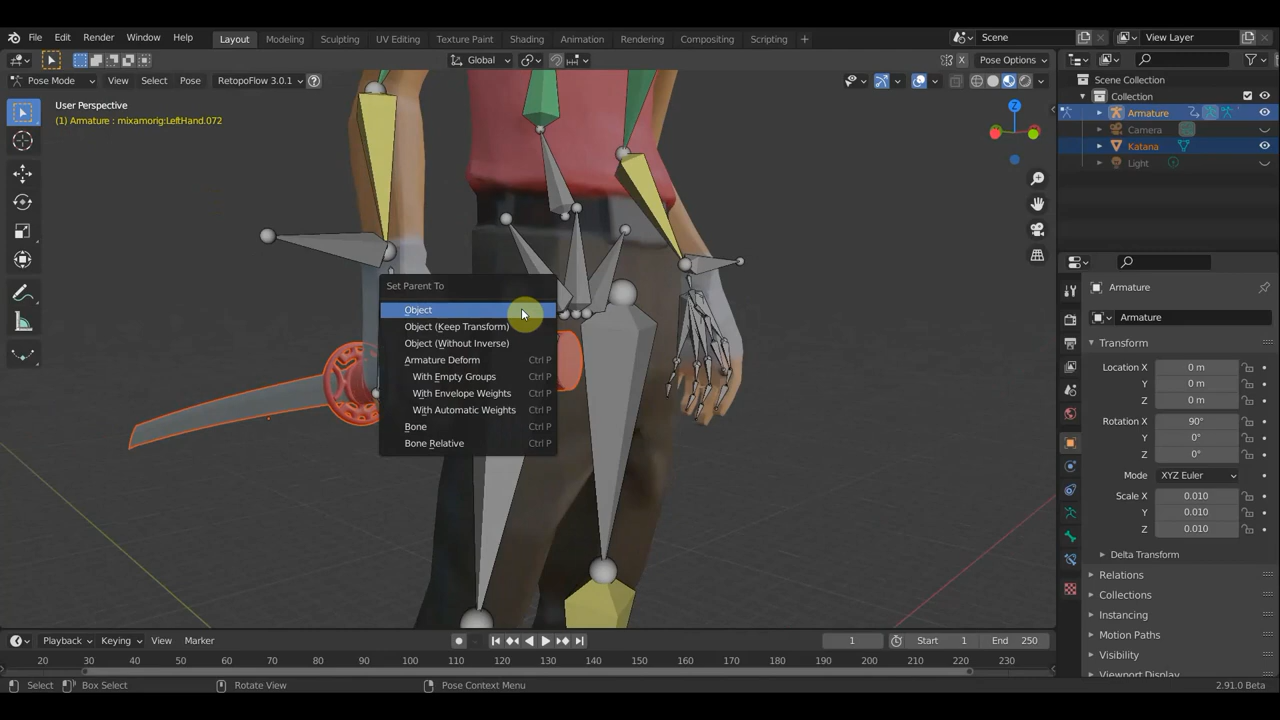 File Edit Render Window Help Layout Modeling Sculpting UV Editing Texture Paint Shading Animation Rendering Compositing Scripting + Scene View Layer
Global Pose Options
Pose Mode View Select Pose RetopoFlow 3.0.1 ?
User Perspective
(1) Armature : mixamorig:LeftHand.072
Z
Set Parent To
Object
Object (Keep Transform)
Object (Without Inverse)
Armature Deform Ctrl P
With Empty Groups Ctrl P
With Envelope Weights Ctrl P
With Automatic Weights Ctrl P
Bone Ctrl P
Bone Relative Ctrl P
Scene Collection
Collection
Armature
Camera
Katana
Light
Armature
Armature
Transform
Location X 0 m
Y 0 m
Z 0 m
Rotation X 90°
Y 0°
Z 0°
Mode XYZ Euler
Scale X 0.010
Y 0.010
Z 0.010
Delta Transform
Relations
Collections
Instancing
Motion Paths
Visibility
Viewport Display
Playback Keying View Marker 1 Start 1 End 250
20 30 40 50 60 70 80 90 100 110 120 130 140 150 160 170 180 190 200 210 220 230
Select Box Select Rotate View Pose Context Menu 2.91.0 Beta